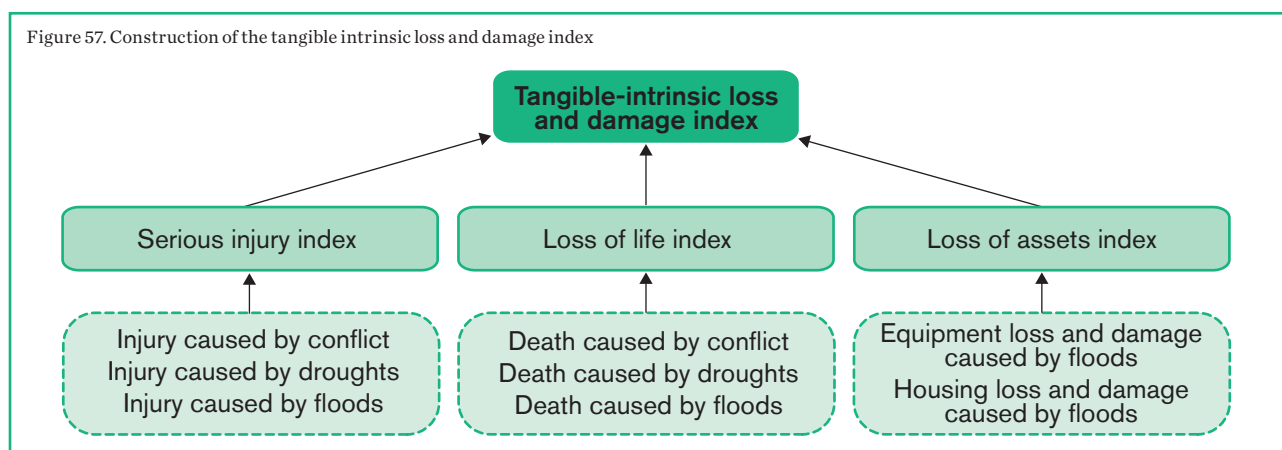 Figure 57. Construction of the tangible intrinsic loss and damage index
Tangible-intrinsic loss
and damage index
Serious injury index
Loss of life index
Loss of assets index
Injury caused by conflict
Injury caused by droughts
Injury caused by floods
Death caused by conflict
Death caused by droughts
Death caused by floods
Equipment loss and damage
caused by floods
Housing loss and damage
caused by floods